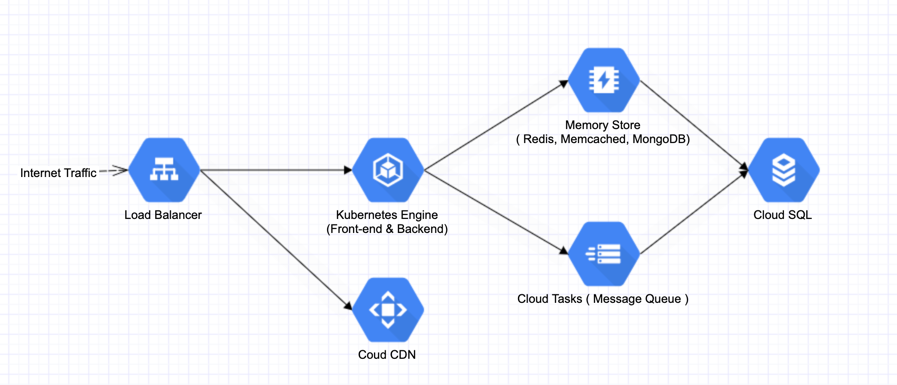 Internet Traffic
Load Balancer
Kubernetes Engine
(Front-end & Backend)
Coud CDN
Memory Store
( Redis, Memcached, MongoDB)
Cloud Tasks ( Message Queue )
Cloud SQL